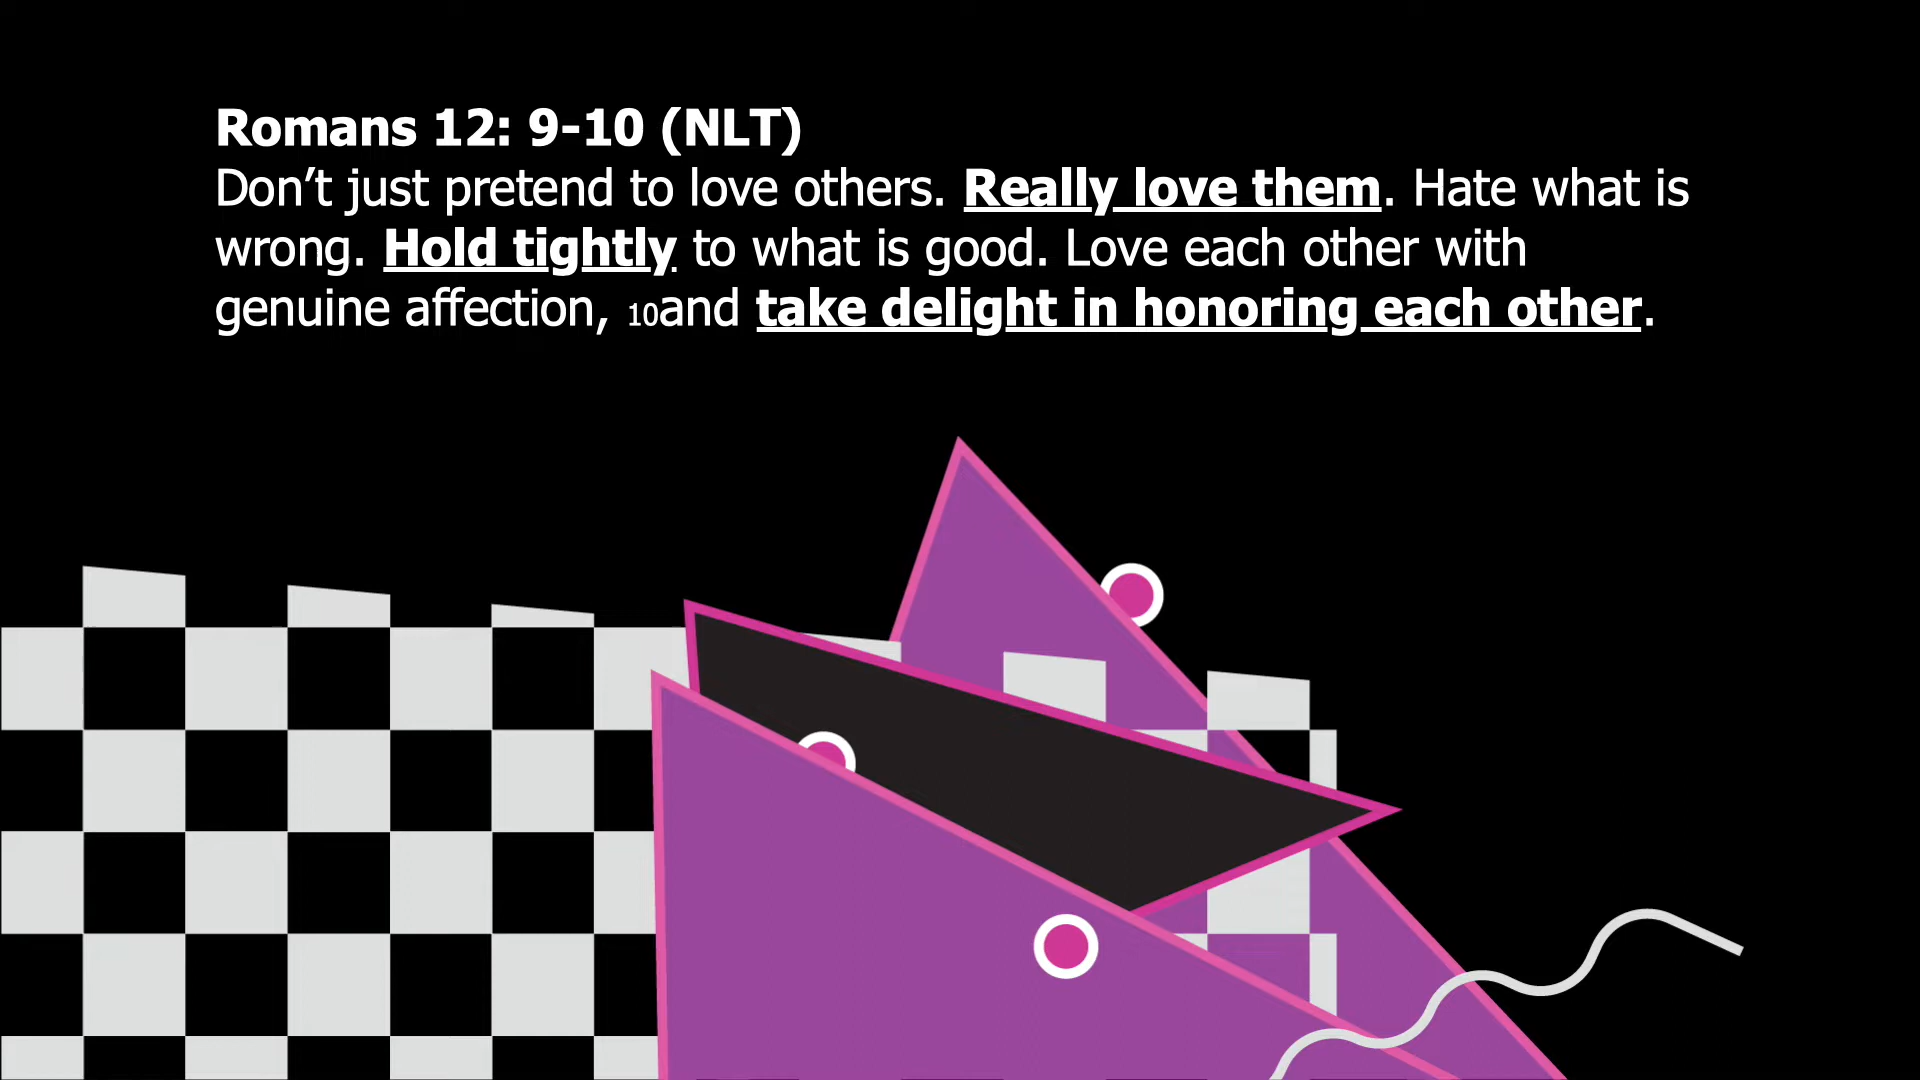 Romans 12: 9-10 (NLT)
Don’t just pretend to love others. Really love them. Hate what is
wrong. Hold tightly to what is good. Love each other with
genuine affection, 10and take delight in honoring each other.